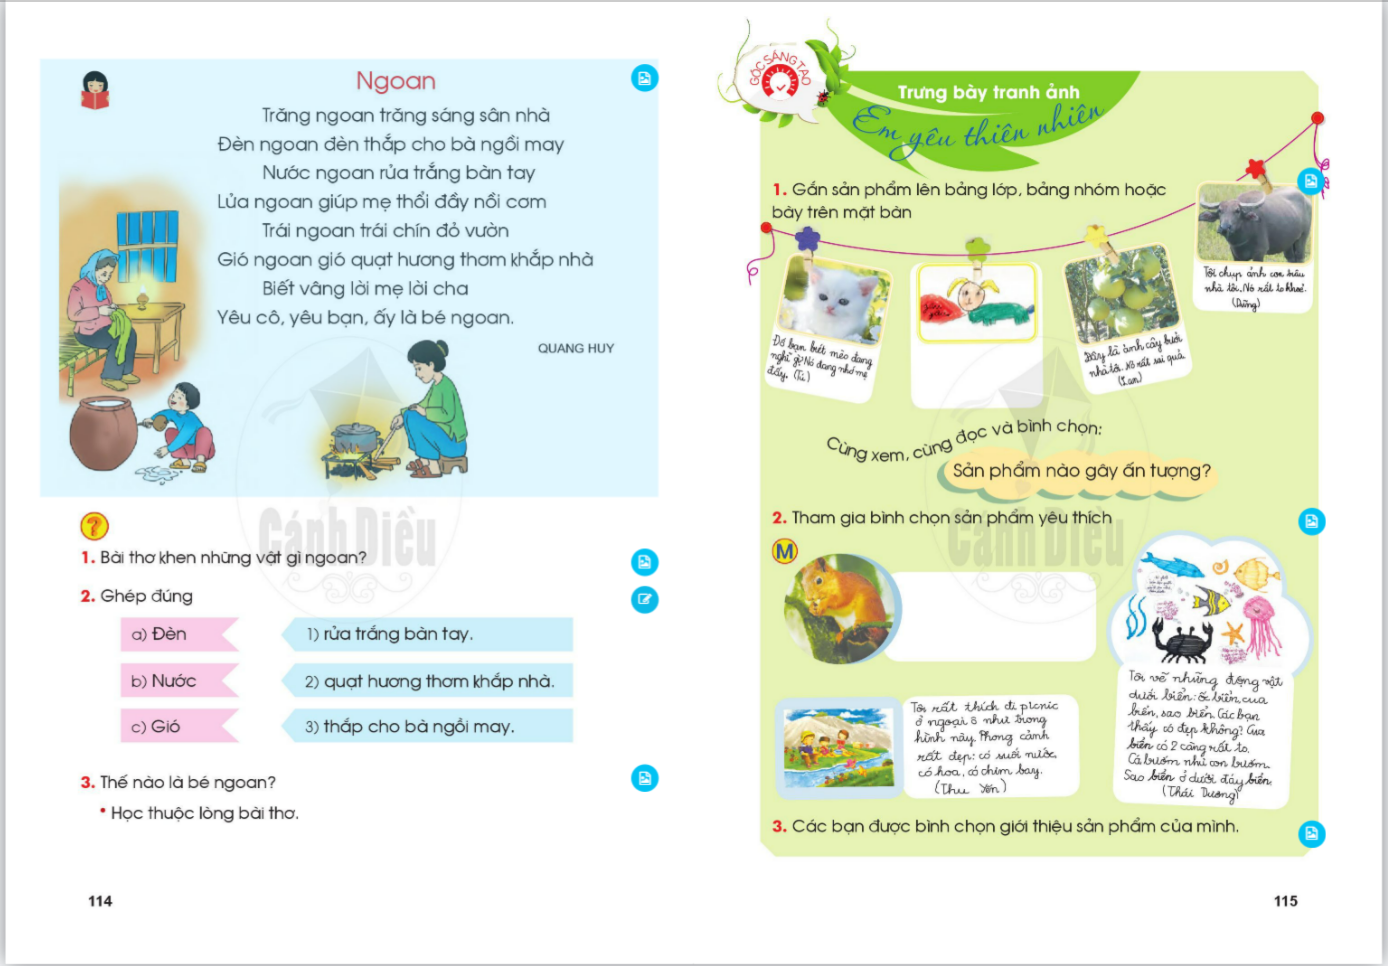 Ngoan
Trăng ngoan trăng sáng sân nhà
Đèn ngoan đèn thắp cho bà ngồi may
Nước ngoan rửa trắng bàn tay
Lửa ngoan giúp mẹ thổi đầy nồi cơm
Trái ngoan trái chín đỏ vườn
Gió ngoan gió quạt hương thơm khắp nhà
Biết vâng lời mẹ lời cha
Yêu cô, yêu bạn, ấy là bé ngoan.
QUANG HUY
?
1. Bài thơ khen những vật gì ngoan?
2. Ghép đúng
a) Đèn
1) rửa trắng bàn tay.
b) Nước
2) quạt hương thơm khắp nhà.
c) Gió
3) thắp cho bà ngồi may.
3. Thế nào là bé ngoan?
• Học thuộc lòng bài thơ.
Cánh Diều
114
GÓC SÁNG TẠO
Trưng bày tranh ảnh
Em yêu thiên nhiên
1. Gắn sản phẩm lên bảng lớp, bảng nhóm hoặc
bày trên mặt bàn
Đố bạn biết mèo đang
nghĩ gì? Nó đang nhớ mẹ
đấy. (Tú)
Đây là ảnh cây bưởi
nhà tôi. Nó rất sai quả
(Lan)
Tôi chụp ảnh con trâu
nhà tôi. Nó rất to khoẻ.
(Dũng)
Cùng xem, cùng đọc và bình chọn:
Sản phẩm nào gây ấn tượng?
2. Tham gia bình chọn sản phẩm yêu thích
M
Tôi rất thích đi picnic
ở ngoại ô như trong
hình này. Phong cảnh
rất đẹp: có suối nước,
có hoa, có chim bay.
(Thu Yến)
Tôi vẽ những động vật
dưới biển: ốc biển, cua
biển, sao biển. Các bạn
thấy có đẹp không? Cua
biển có 2 càng rất to.
Cá bướm như con bướm.
Sao biển ở dưới đáy biển.
(Thái Dương)
3. Các bạn được bình chọn giới thiệu sản phẩm của mình.
Cánh Diều
115